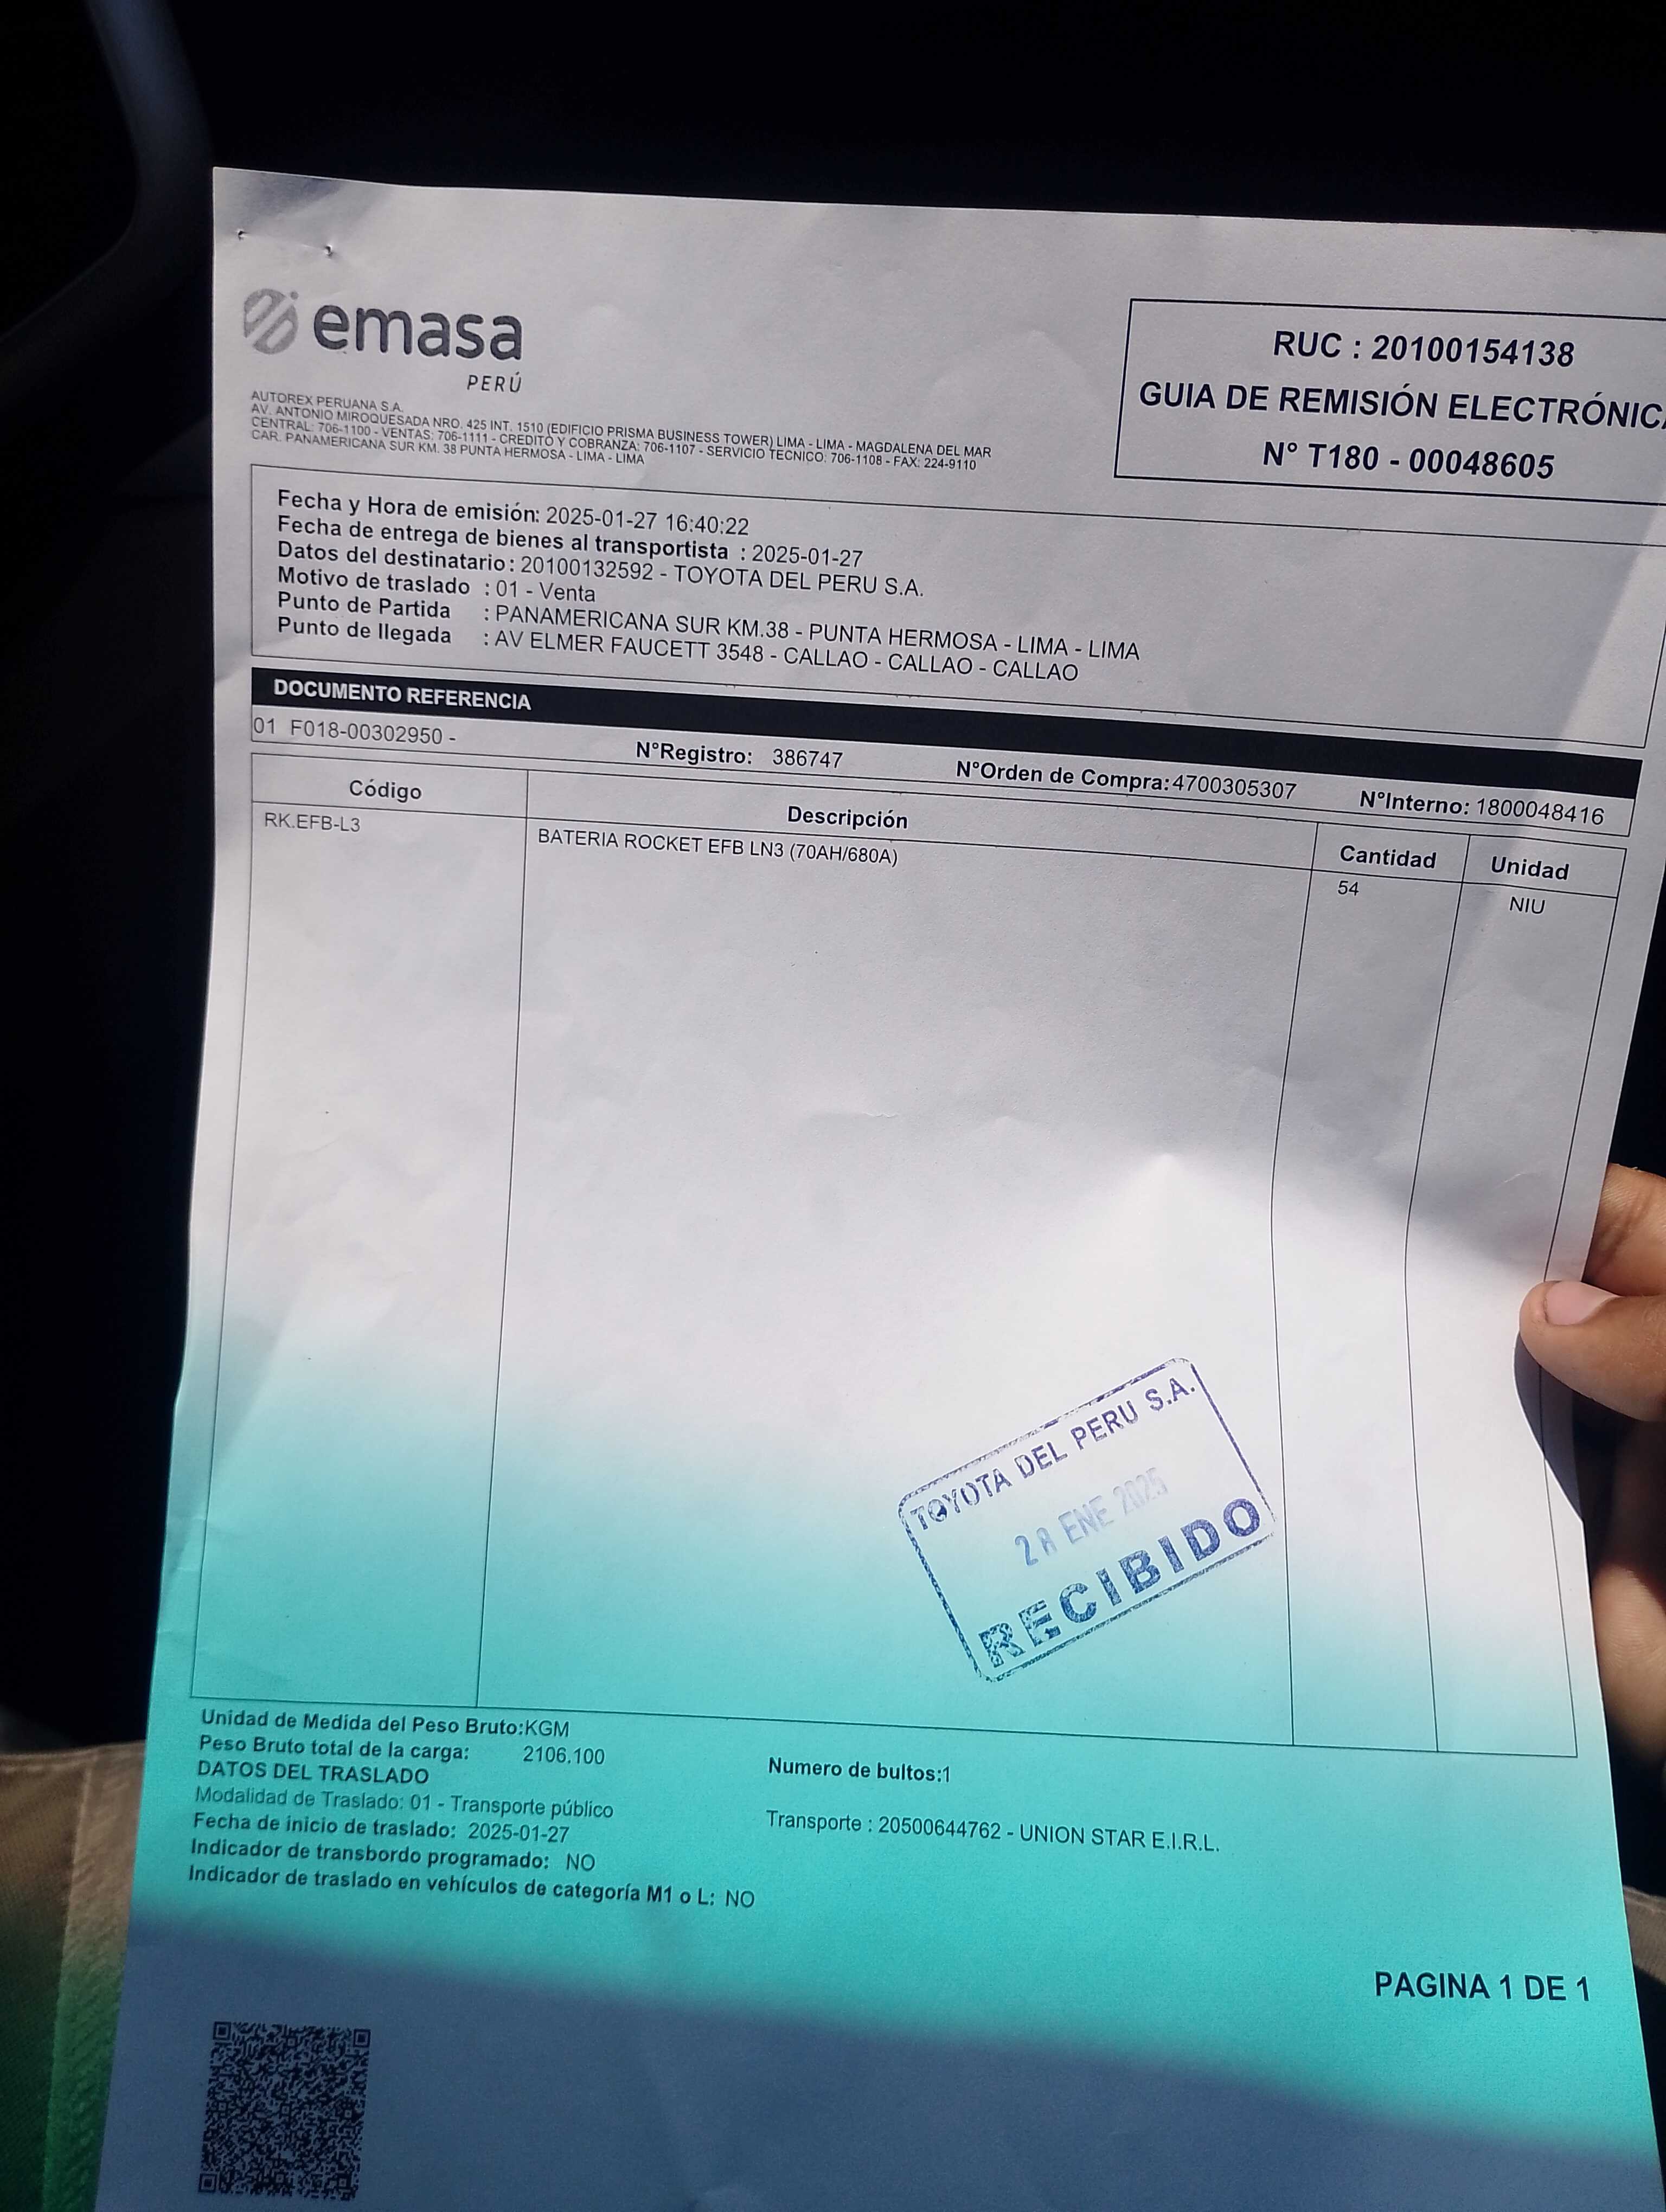 emasa
PERÚ
RUC : 20100154138
GUIA DE REMISIÓN ELECTRÓNICA
N° T180 - 00048605
AUTOREX PERUANA S.A.
AV. ANTONIO MIROQUESADA NRO. 425 INT. 1510 (EDIFICIO PRISMA BUSINESS TOWER) LIMA - LIMA - MAGDALENA DEL MAR
CENTRAL: 706-1100 - VENTAS: 706-1111 - CREDITO Y COBRANZA: 706-1107 - SERVICIO TECNICO: 706-1108 - FAX: 224-9110
CAR. PANAMERICANA SUR KM. 38 PUNTA HERMOSA - LIMA - LIMA
Fecha y Hora de emisión: 2025-01-27 16:40:22
Fecha de entrega de bienes al transportista : 2025-01-27
Datos del destinatario: 20100132592 - TOYOTA DEL PERU S.A.
Motivo de traslado : 01 - Venta
Punto de Partida : PANAMERICANA SUR KM.38 - PUNTA HERMOSA - LIMA - LIMA
Punto de llegada : AV ELMER FAUCETT 3548 - CALLAO - CALLAO - CALLAO
DOCUMENTO REFERENCIA
01 F018-00302950 - N°Registro: 386747 N°Orden de Compra:4700305307 N°Interno: 1800048416
Código Descripción Cantidad Unidad
RK.EFB-L3 BATERIA ROCKET EFB LN3 (70AH/680A) 54 NIU
TOYOTA DEL PERU S.A.
28 ENE 2025
RECIBIDO
Unidad de Medida del Peso Bruto:KGM
Peso Bruto total de la carga: 2106.100 Numero de bultos:1
DATOS DEL TRASLADO
Modalidad de Traslado: 01 - Transporte público Transporte : 20500644762 - UNION STAR E.I.R.L.
Fecha de inicio de traslado: 2025-01-27
Indicador de transbordo programado: NO
Indicador de traslado en vehículos de categoría M1 o L: NO
PAGINA 1 DE 1